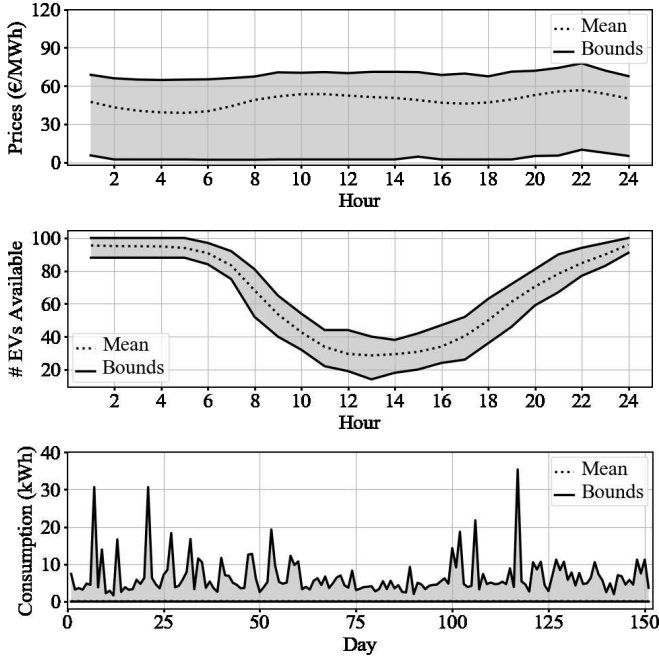 120
90
60
30
0
Prices (€/MWh)
Mean
Bounds
2 4 6 8 10 12 14 16 18 20 22 24
Hour
100
80
60
40
20
# EVs Available
Mean
Bounds
2 4 6 8 10 12 14 16 18 20 22 24
Hour
40
30
20
10
0
Consumption (kWh)
Mean
Bounds
0 25 50 75 100 125 150
Day